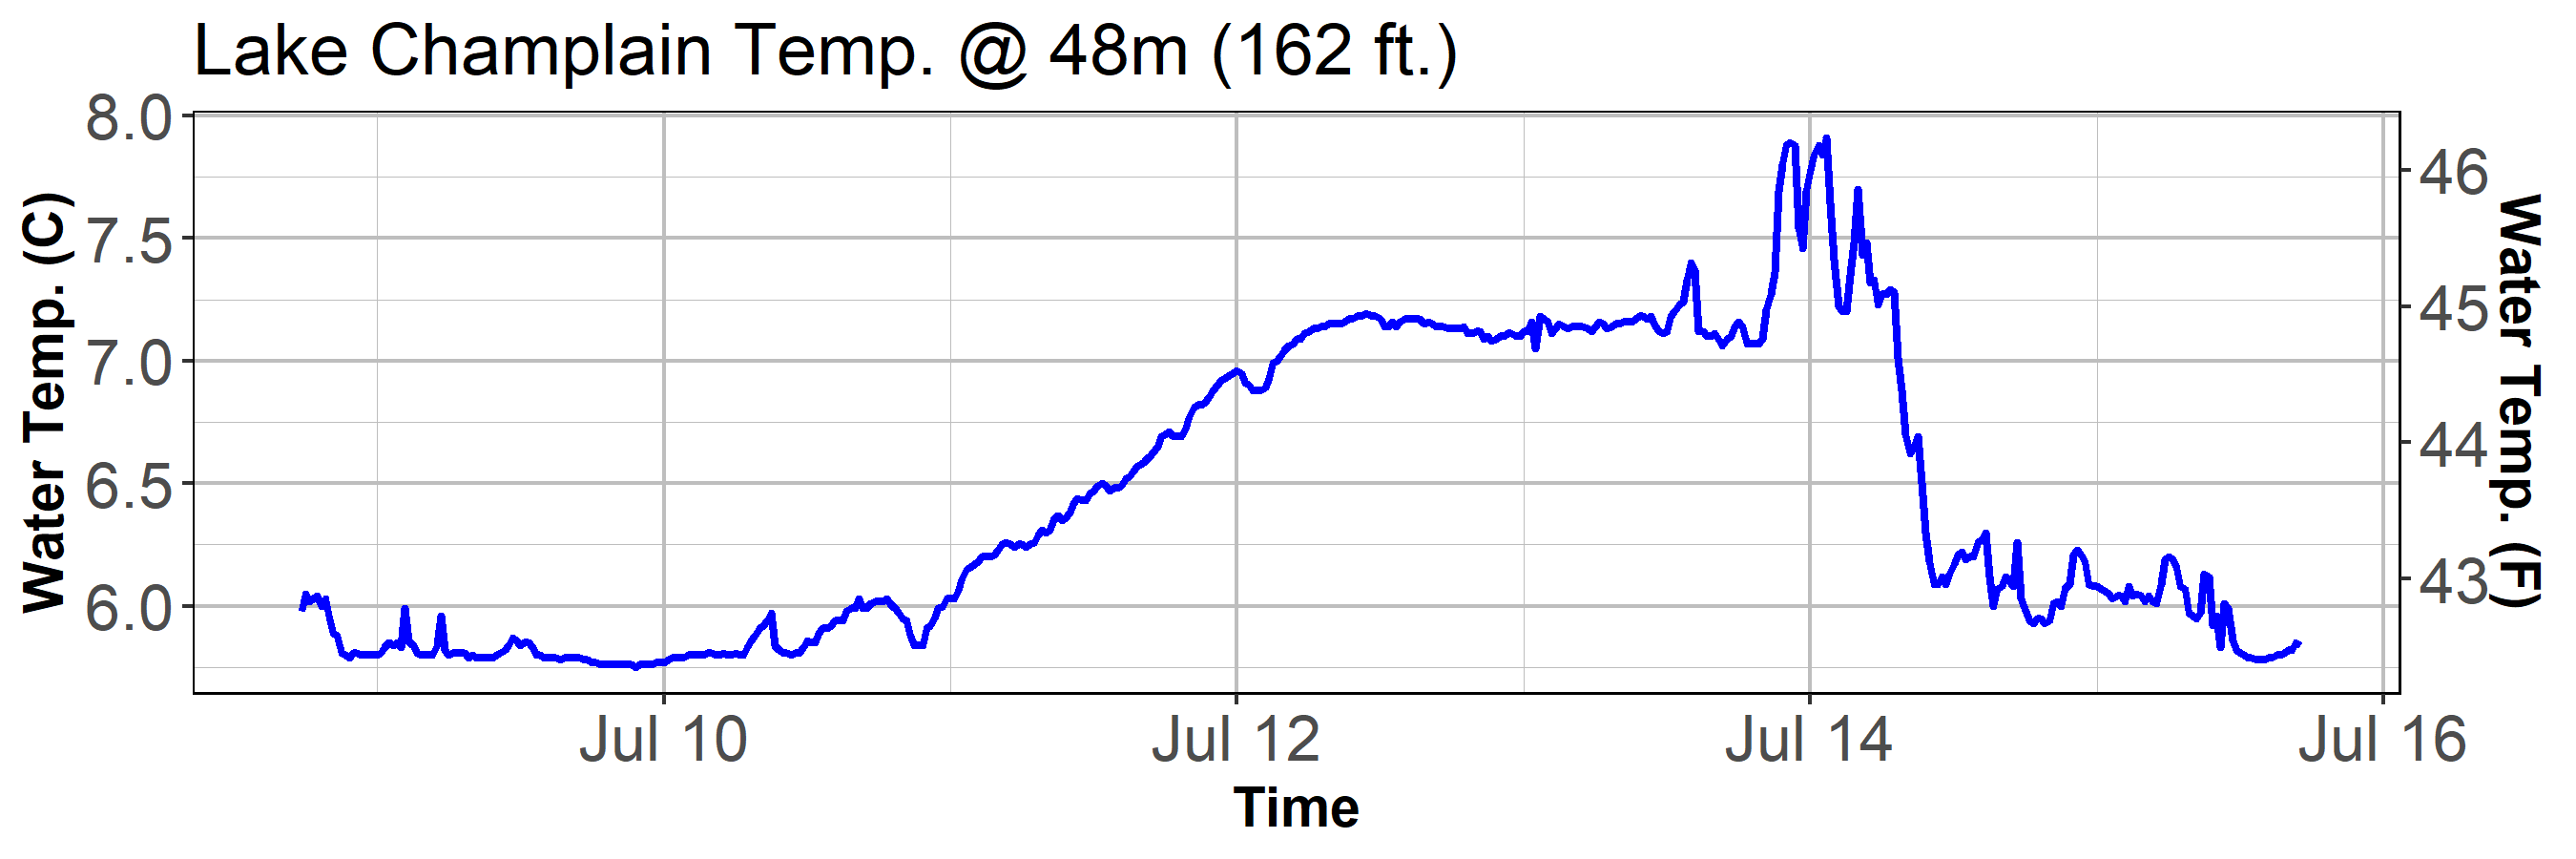 Lake Champlain Temp. @ 48m (162 ft.)
Water Temp. (C)
8.0
7.5
7.0
6.5
6.0
46
45
44
43
Water Temp. (F)
Jul 10 Jul 12 Jul 14 Jul 16
Time